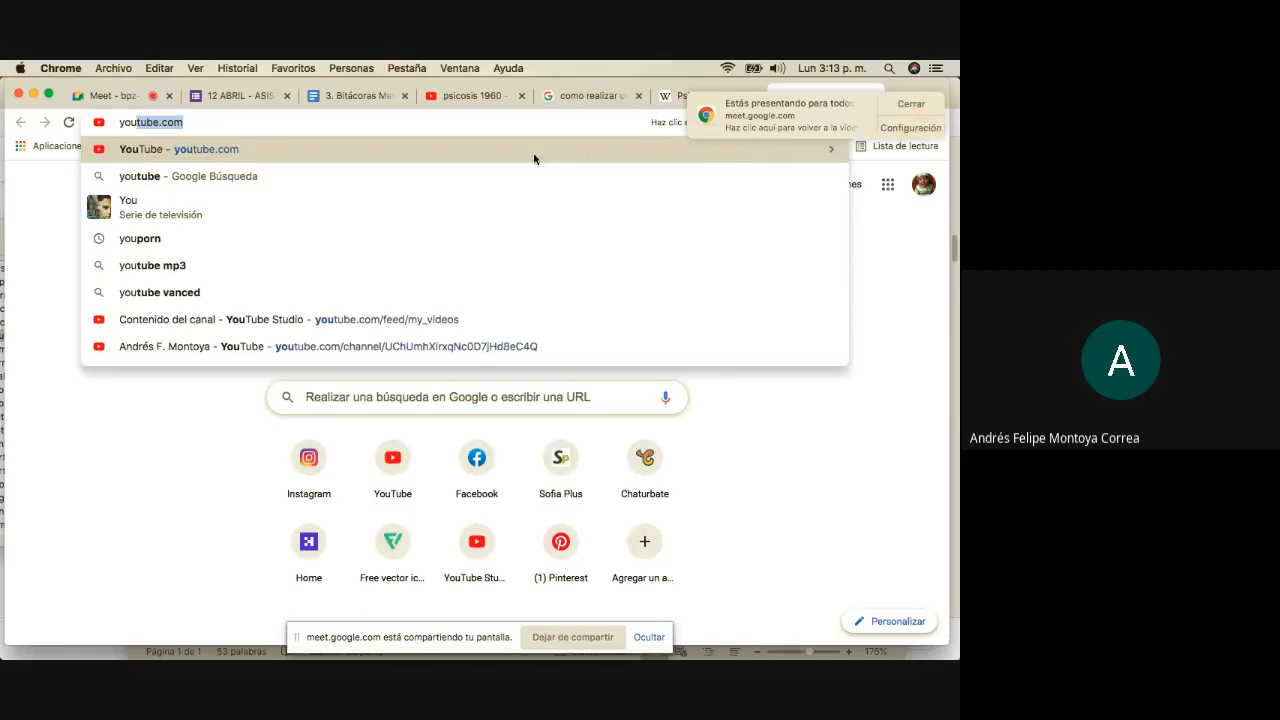 Chrome Archivo Editar Ver Historial Favoritos Personas Pestaña Ventana Ayuda Lun 3:13 p. m.
Meet - bpz- 12 ABRIL - ASIS 3. Bitácoras Me psicosis 1960 - como realizar u
youtube.com Haz clic
Estás presentando para todos
meet.google.com
Haz clic aquí para volver a la vide
Cerrar
Configuración
Aplicacione
Lista de lectura
YouTube - youtube.com
youtube - Google Búsqueda
You
Serie de televisión
youporn
youtube mp3
youtube vanced
Contenido del canal - YouTube Studio - youtube.com/feed/my_videos
Andrés F. Montoya - YouTube - youtube.com/channel/UChUmhXirxqNc0D7jHd8eC4Q
Realizar una búsqueda en Google o escribir una URL
Instagram YouTube Facebook Sofia Plus Chaturbate
Home Free vector ic... YouTube Stu... (1) Pinterest Agregar un a...
Personalizar
meet.google.com está compartiendo tu pantalla. Dejar de compartir Ocultar
Página 1 de 1 53 palabras 175%
A
Andrés Felipe Montoya Correa